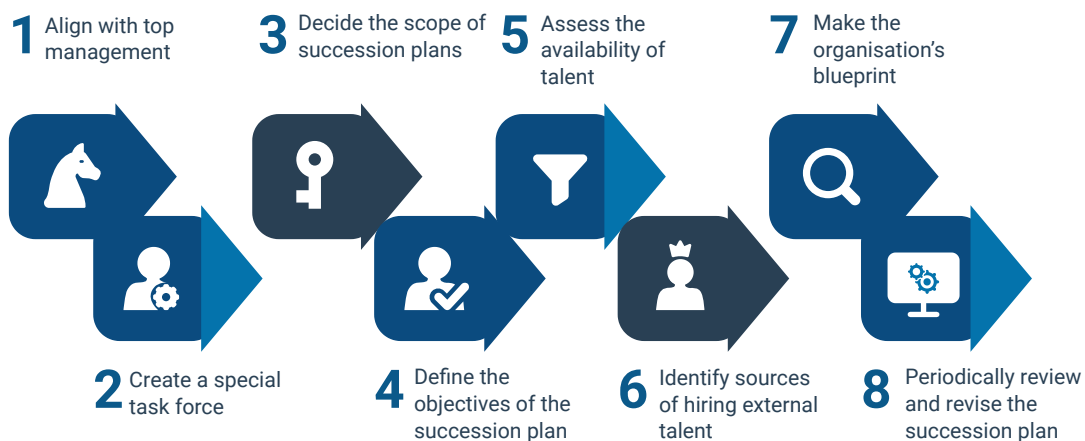 1 Align with top
management
2 Create a special
task force
3 Decide the scope of
succession plans
4 Define the
objectives of the
succession plan
5 Assess the
availability of
talent
6 Identify sources
of hiring external
talent
7 Make the
organisation's
blueprint
8 Periodically review
and revise the
succession plan